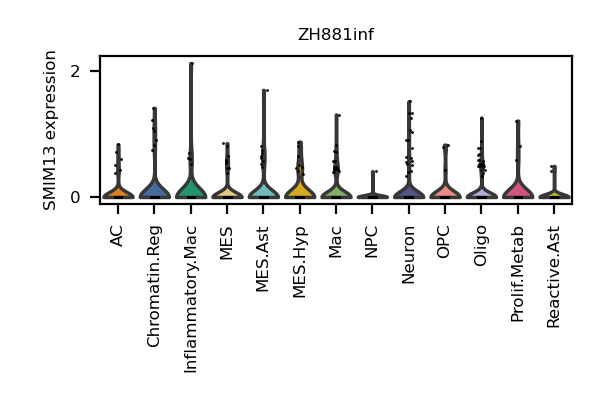 ZH881inf
SMIM13 expression
2
0
AC
Chromatin.Reg
Inflammatory.Mac
MES
MES.Ast
MES.Hyp
Mac
NPC
Neuron
OPC
Oligo
Prolif.Metab
Reactive.Ast